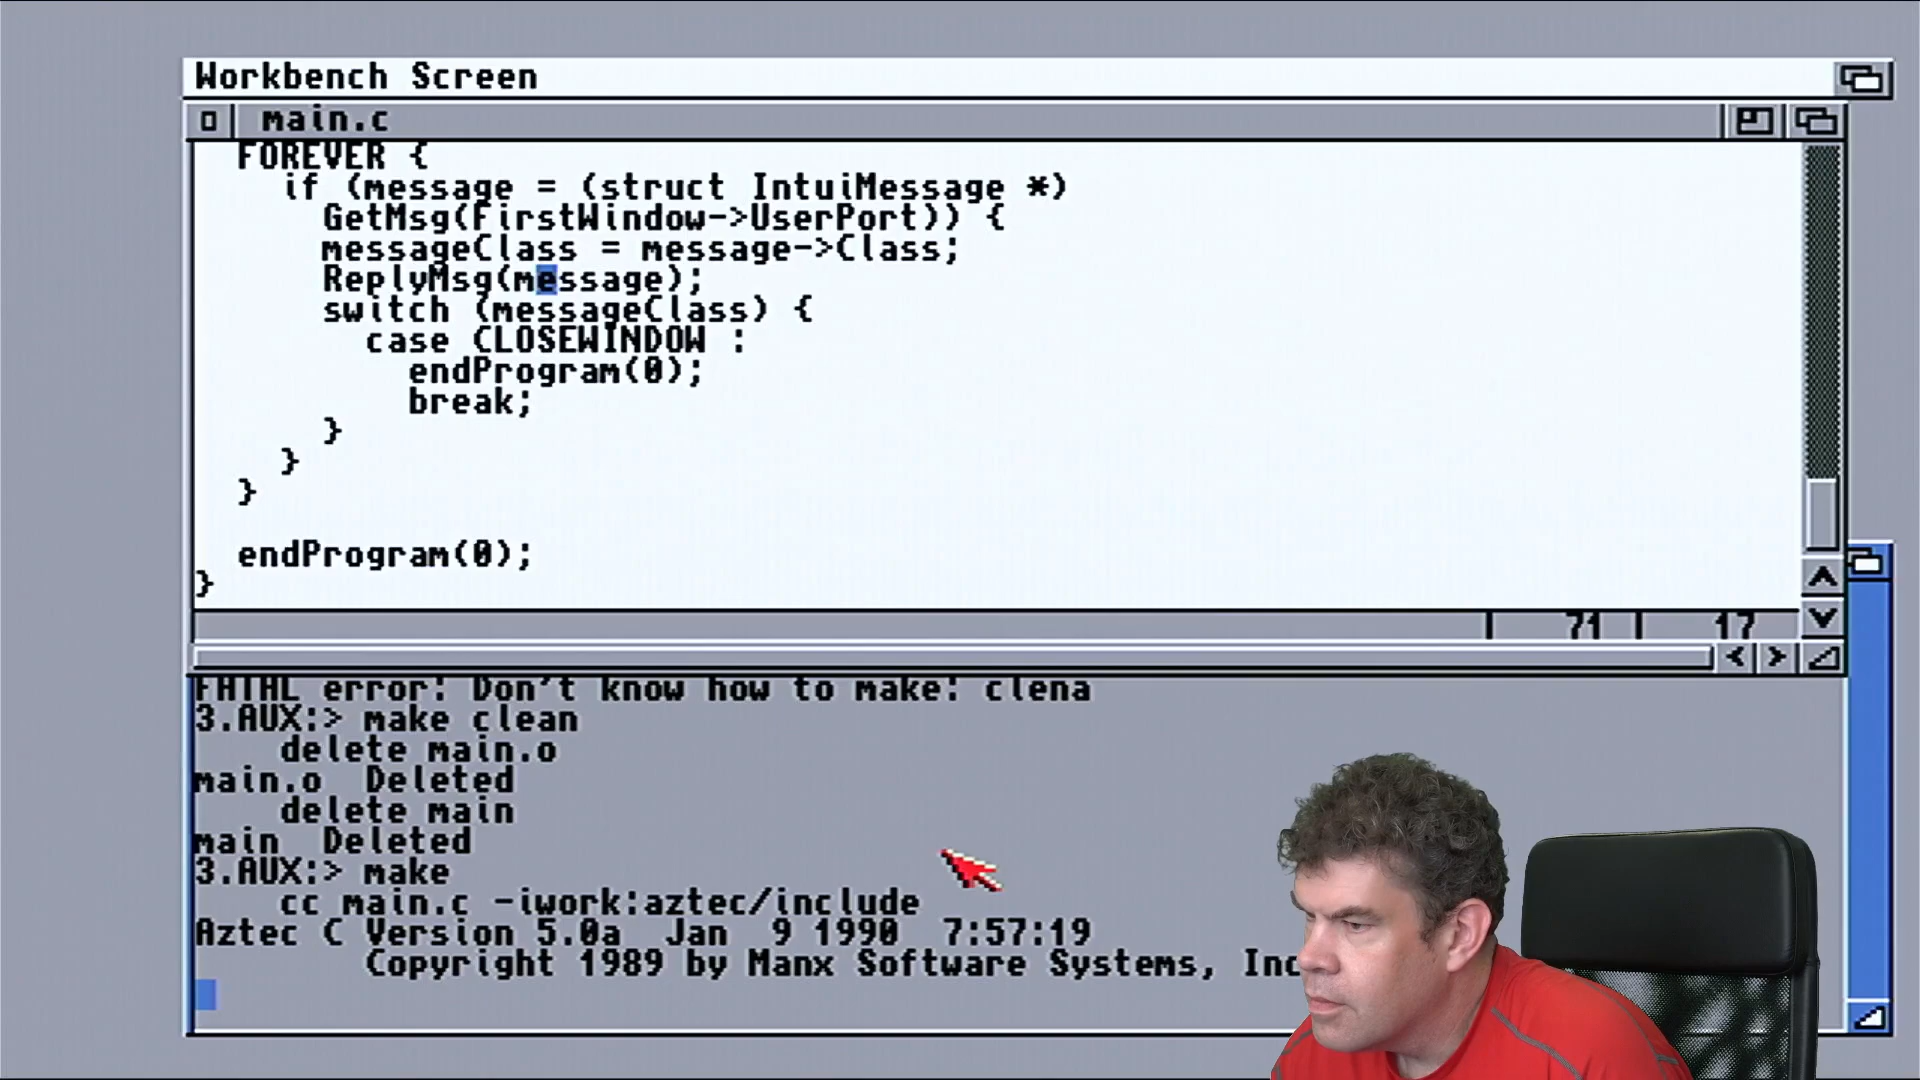 Workbench Screen
main.c
FOREVER {
if (message = (struct IntuiMessage *)
GetMsg(FirstWindow->UserPort)) {
messageClass = message->Class;
ReplyMsg(message);
switch (messageClass) {
case CLOSEWINDOW :
endProgram(0);
break;
}
}
}
endProgram(0);
}
71 17
FATAL error: Don't know how to make: clena
3.AUX:> make clean
delete main.o
main.o Deleted
delete main
main Deleted
3.AUX:> make
cc main.c -iwork:aztec/include
Aztec C Version 5.0a Jan 9 1990 7:57:19
Copyright 1989 by Manx Software Systems, Inc